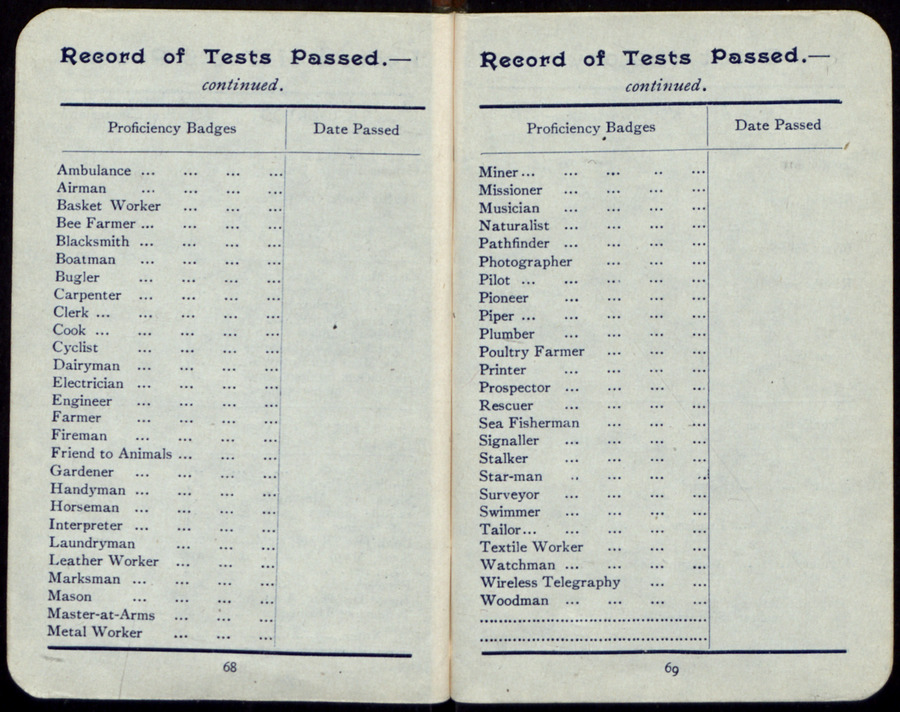 Record of Tests Passed.—
continued.
Proficiency Badges Date Passed
Ambulance ... ... ... ...
Airman ... ... ... ...
Basket Worker ... ... ...
Bee Farmer ... ... ... ...
Blacksmith ... ... ... ...
Boatman ... ... ... ...
Bugler ... ... ... ...
Carpenter ... ... ... ...
Clerk ... ... ... ... ...
Cook ... ... ... ... ...
Cyclist ... ... ... ...
Dairyman ... ... ... ...
Electrician ... ... ... ...
Engineer ... ... ... ...
Farmer ... ... ... ...
Fireman ... ... ... ...
Friend to Animals ... ... ...
Gardener ... ... ... ...
Handyman ... ... ... ...
Horseman ... ... ... ...
Interpreter ... ... ... ...
Laundryman ... ... ...
Leather Worker ... ... ...
Marksman ... ... ... ...
Mason ... ... ... ...
Master-at-Arms ... ... ...
Metal Worker ... ... ...
68
Record of Tests Passed.—
continued.
Proficiency Badges Date Passed
Miner ... ... ... .. ...
Missioner ... ... ... ...
Musician ... ... ... ...
Naturalist ... ... ... ...
Pathfinder ... ... ... ...
Photographer ... ... ...
Pilot ... ... ... ... ...
Pioneer ... ... ... ...
Piper ... ... ... ... ...
Plumber ... ... ... ...
Poultry Farmer ... ... ...
Printer ... ... ... ...
Prospector ... ... ... ...
Rescuer ... ... ... ...
Sea Fisherman ... ... ...
Signaller ... ... ... ...
Stalker ... ... ... ...
Star-man .. ... ... ...
Surveyor ... ... ... ...
Swimmer ... ... ... ...
Tailor ... ... ... ... ...
Textile Worker ... ... ...
Watchman ... ... ... ...
Wireless Telegraphy ... ...
Woodman ... ... ... ...
69